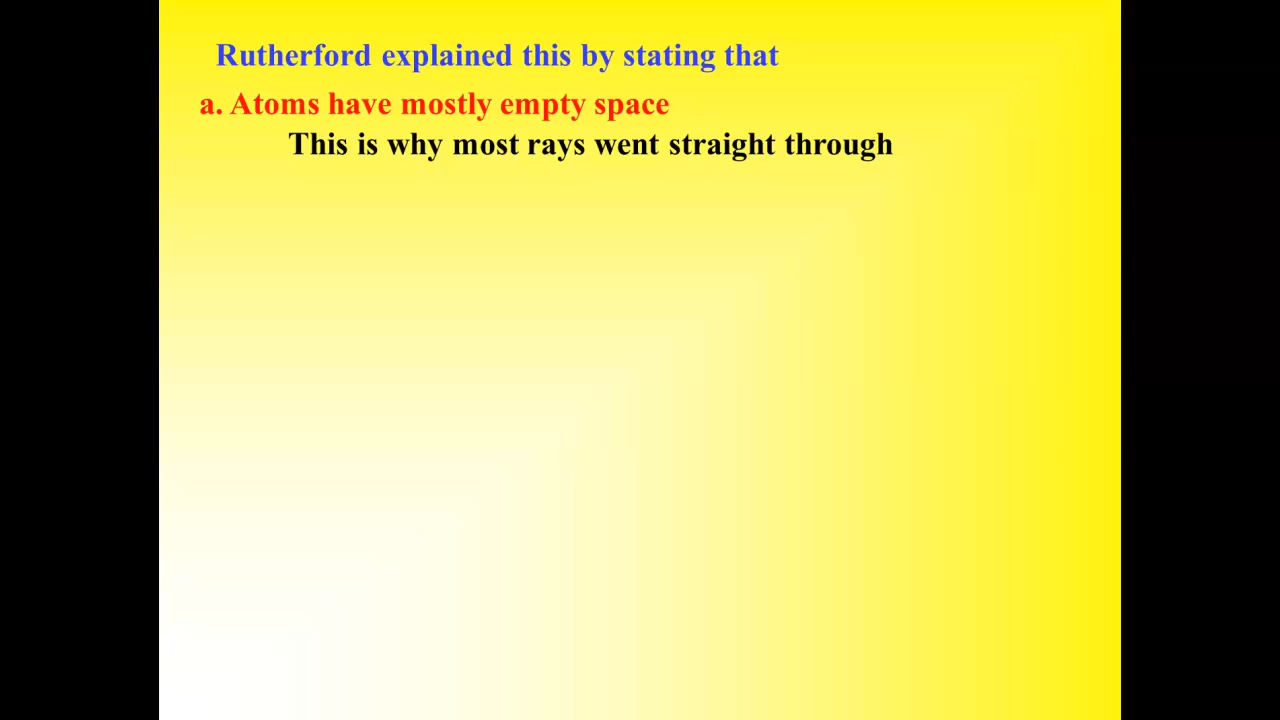 Rutherford explained this by stating that
a. Atoms have mostly empty space
This is why most rays went straight through